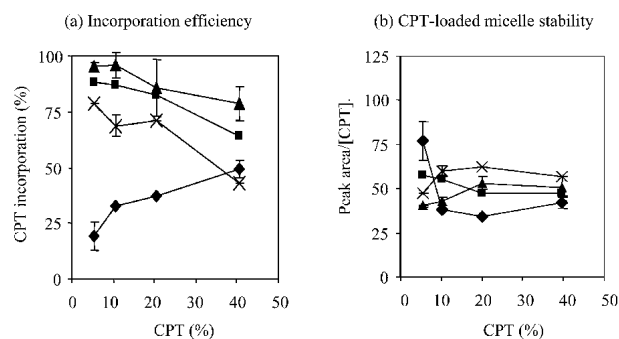 (a) Incorporation efficiency
(b) CPT-loaded micelle stability
CPT incorporation (%)
100
75
50
25
0
0 10 20 30 40 50
CPT (%)
Peak area/[CPT].
125
100
75
50
25
0
0 10 20 30 40 50
CPT (%)